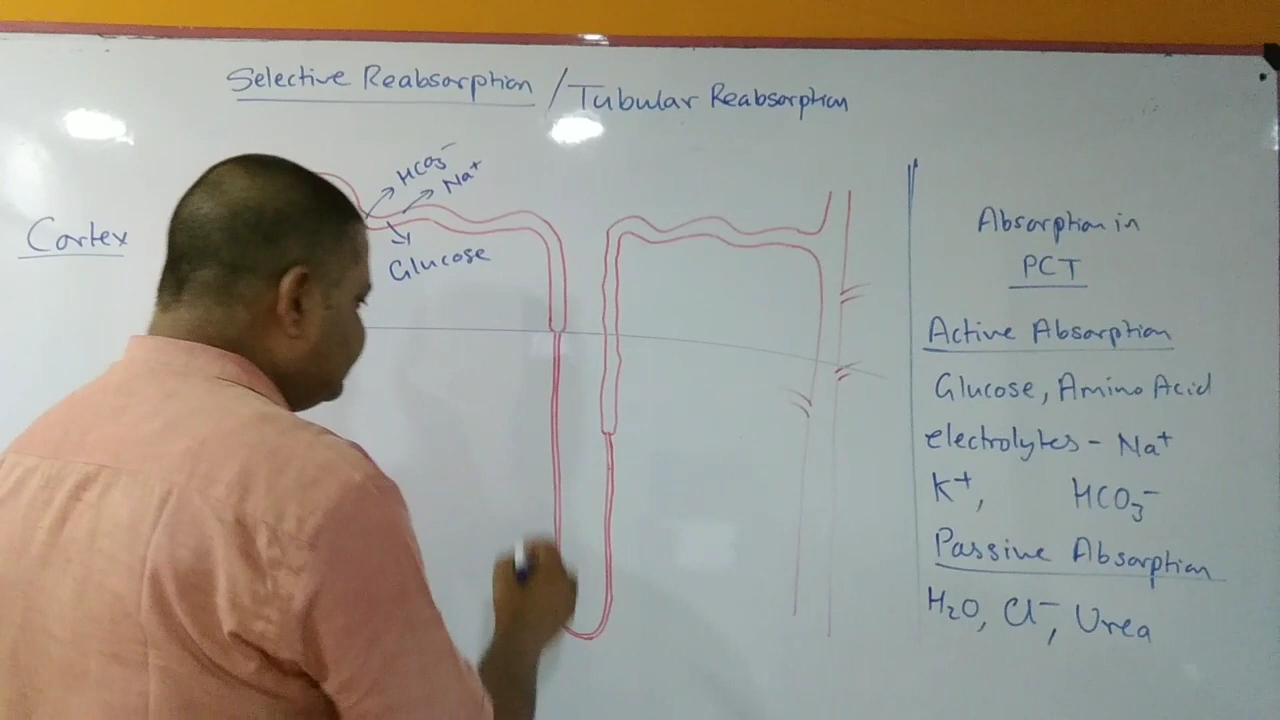 Selective Reabsorption / Tubular Reabsorption
HCO3-
Na+
Glucose
Cortex
Absorption in
PCT
Active Absorption
Glucose, Amino Acid
electrolytes - Na+
K+, HCO3-
Passive Absorption
H2O, Cl-, Urea